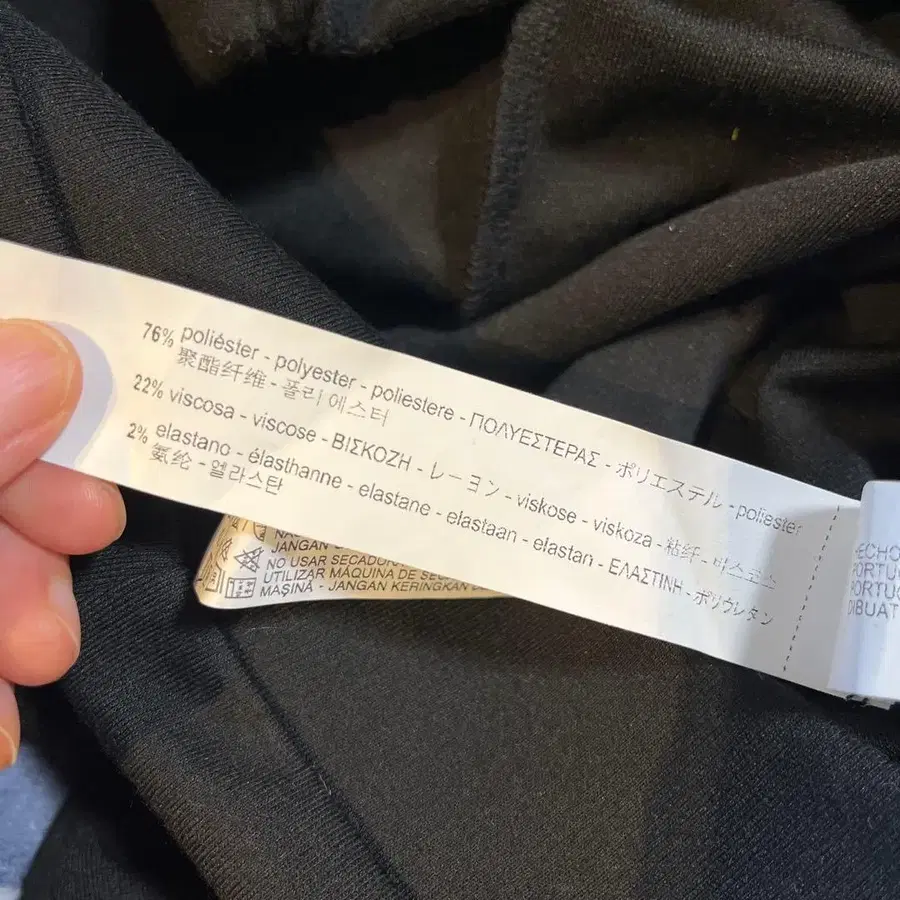 76% poliéster - polyester - poliestere - ΠΟΛΥΕΣΤΕΡΑΣ - ポリエステル - poliester
聚酯纤维 - 폴리 에스터
22% viscosa - viscose - ΒΙΣΚΟΖΗ - レーヨン - viskose - viskoza - 粘纤 - 비스코스
2% elastano - élasthanne - elastane - elastaan - elastan - ΕΛΑΣΤΙΝΗ - ポリウレタン
氨纶 - 엘라스탄
JANGAN
NO USAR SECADORA
UTILIZAR MÁQUINA DE SE
MAŞINĂ - JANGAN KERINGKAN
HECHO
PORTU
PORTUG
DIBUAT